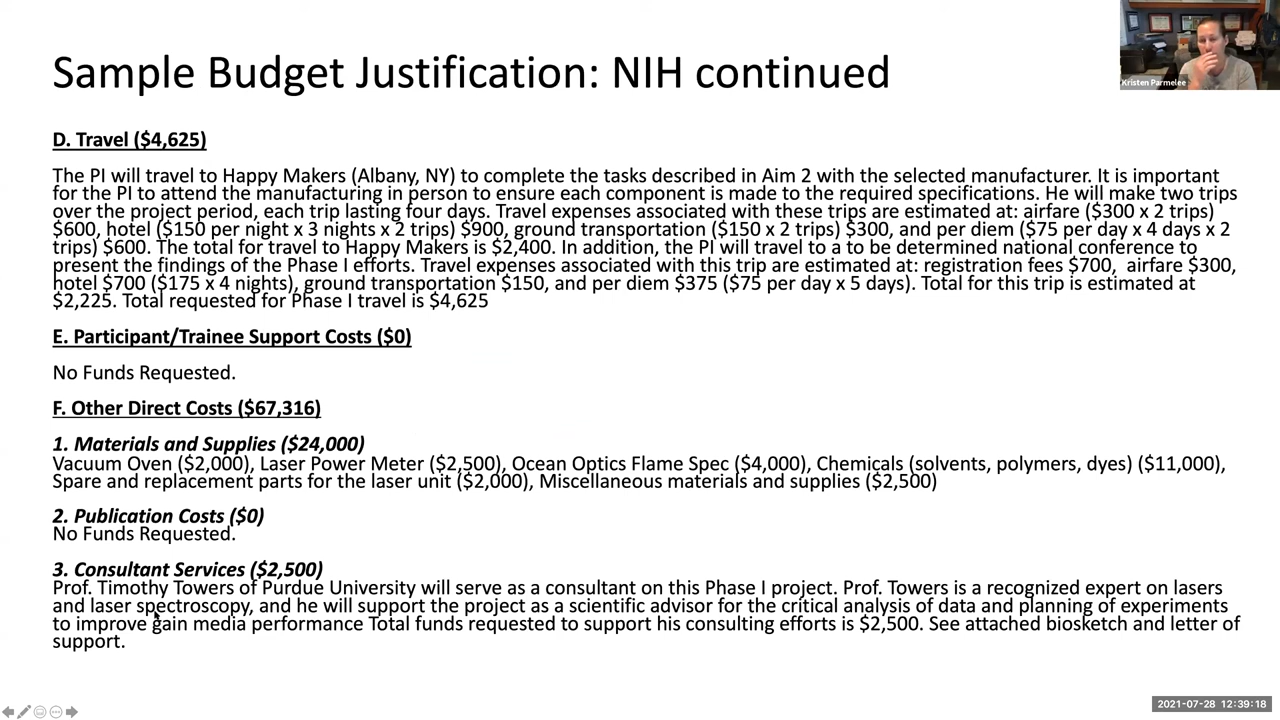 Sample Budget Justification: NIH continued
Kristen Parmelee
D. Travel ($4,625)
The PI will travel to Happy Makers (Albany, NY) to complete the tasks described in Aim 2 with the selected manufacturer. It is important
for the PI to attend the manufacturing in person to ensure each component is made to the required specifications. He will make two trips
over the project period, each trip lasting four days. Travel expenses associated with these trips are estimated at: airfare ($300 x 2 trips)
$600, hotel ($150 per night x 3 nights x 2 trips) $900, ground transportation ($150 x 2 trips) $300, and per diem ($75 per day x 4 days x 2
trips) $600. The total for travel to Happy Makers is $2,400. In addition, the PI will travel to a to be determined national conference to
present the findings of the Phase I efforts. Travel expenses associated with this trip are estimated at: registration fees $700, airfare $300,
hotel $700 ($175 x 4 nights), ground transportation $150, and per diem $375 ($75 per day x 5 days). Total for this trip is estimated at
$2,225. Total requested for Phase I travel is $4,625
E. Participant/Trainee Support Costs ($0)
No Funds Requested.
F. Other Direct Costs ($67,316)
1. Materials and Supplies ($24,000)
Vacuum Oven ($2,000), Laser Power Meter ($2,500), Ocean Optics Flame Spec ($4,000), Chemicals (solvents, polymers, dyes) ($11,000),
Spare and replacement parts for the laser unit ($2,000), Miscellaneous materials and supplies ($2,500)
2. Publication Costs ($0)
No Funds Requested.
3. Consultant Services ($2,500)
Prof. Timothy Towers of Purdue University will serve as a consultant on this Phase I project. Prof. Towers is a recognized expert on lasers
and laser spectroscopy, and he will support the project as a scientific advisor for the critical analysis of data and planning of experiments
to improve gain media performance Total funds requested to support his consulting efforts is $2,500. See attached biosketch and letter of
support.
2021-07-28 12:39:18